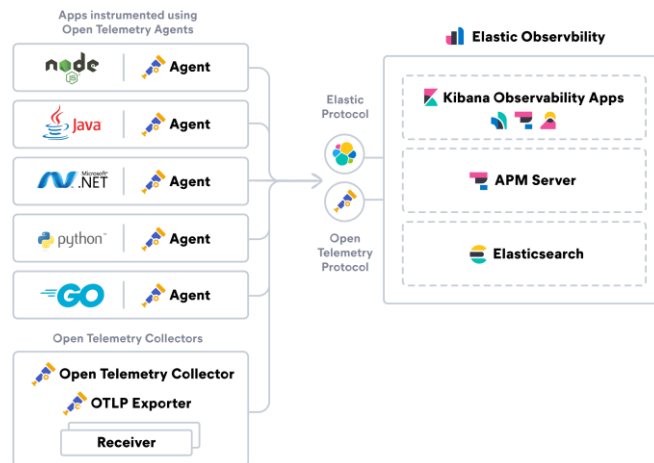 Apps instrumented using
Open Telemetry Agents
node
JS
Agent
Java
Agent
Microsoft
.NET
Agent
python™
Agent
GO
Agent
Open Telemetry Collectors
Open Telemetry Collector
OTLP Exporter
Receiver
Elastic
Protocol
Open
Telemetry
Protocol
Elastic Observbility
Kibana Observability Apps
APM Server
Elasticsearch